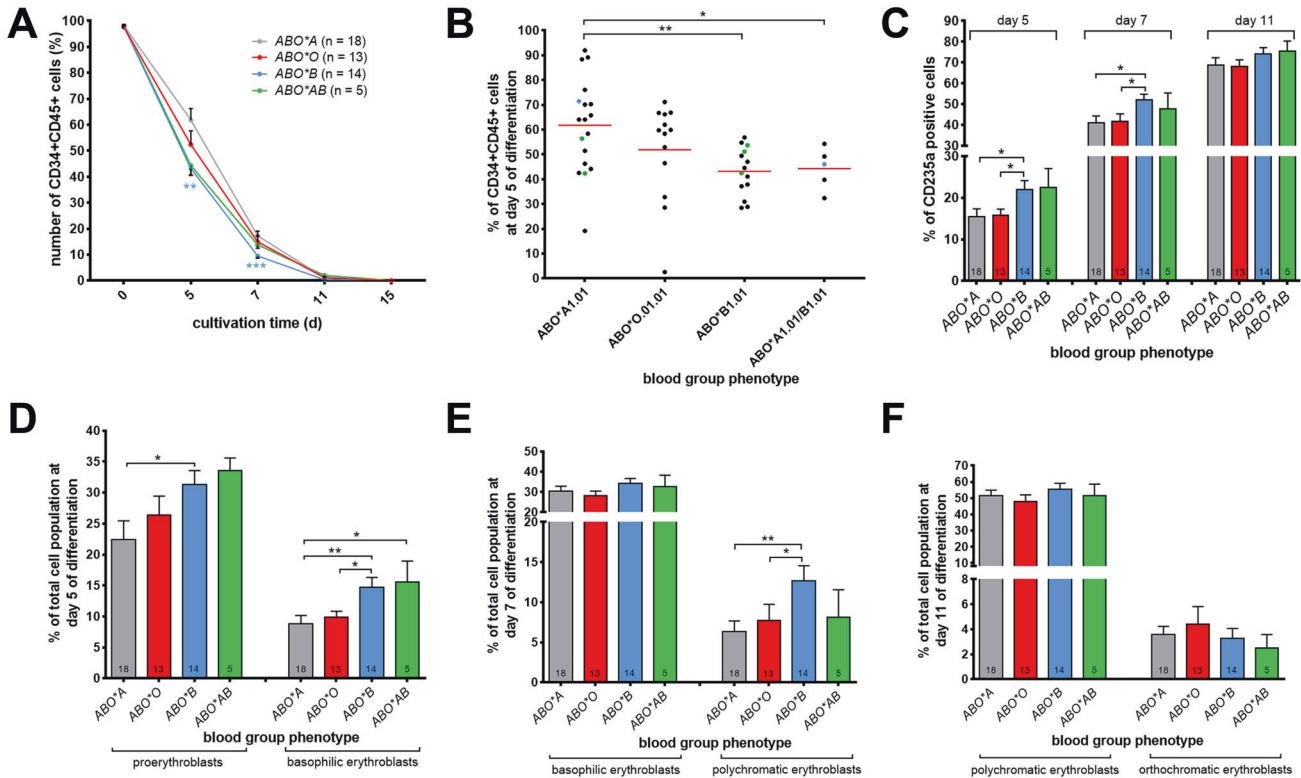 A
number of CD34+CD45+ cells (%)
100
90
80
70
60
50
40
30
20
10
0
ABO*A (n = 18)
ABO*O (n = 13)
ABO*B (n = 14)
ABO*AB (n = 5)
**
***
0 5 7 11 15
cultivation time (d)
B
% of CD34+CD45+ cells
at day 5 of differentiation
100
90
80
70
60
50
40
30
20
10
0
*
**
ABO*A1.01 ABO*O.01.01 ABO*B1.01 ABO*A1.01/B1.01
blood group phenotype
C
% of CD235a positive cells
day 5 day 7 day 11
90
80
70
60
50
40
30
20
10
0
* *
* *
18 13 14 5 18 13 14 5 18 13 14 5
ABO*A ABO*O ABO*B ABO*AB ABO*A ABO*O ABO*B ABO*AB ABO*A ABO*O ABO*B ABO*AB
blood group phenotype
D
% of total cell population at
day 5 of differentiation
40
35
30
25
20
15
10
5
0
*
*
**
*
18 13 14 5 18 13 14 5
ABO*A ABO*O ABO*B ABO*AB ABO*A ABO*O ABO*B ABO*AB
blood group phenotype
proerythroblasts basophilic erythroblasts
E
% of total cell population at
day 7 of differentiation
50
40
30
20
15
10
5
0
**
*
18 13 14 5 18 13 14 5
ABO*A ABO*O ABO*B ABO*AB ABO*A ABO*O ABO*B ABO*AB
blood group phenotype
basophilic erythroblasts polychromatic erythroblasts
F
% of total cell population at
day 11 of differentiation
70
60
50
40
30
20
10
8
6
4
2
0
18 13 14 5 18 13 14 5
ABO*A ABO*O ABO*B ABO*AB ABO*A ABO*O ABO*B ABO*AB
blood group phenotype
polychromatic erythroblasts orthochromatic erythroblasts